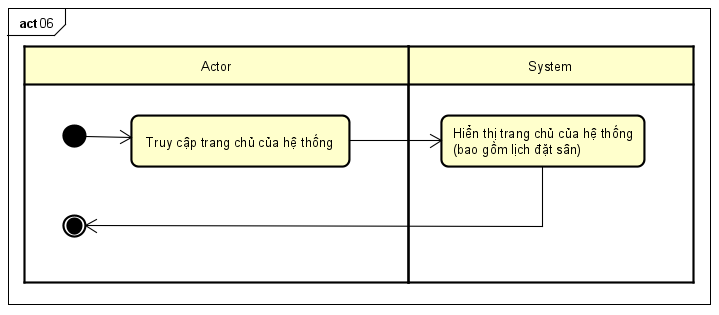 act 06
Actor
System
Truy cập trang chủ của hệ thống
Hiển thị trang chủ của hệ thống
(bao gồm lịch đặt sân)